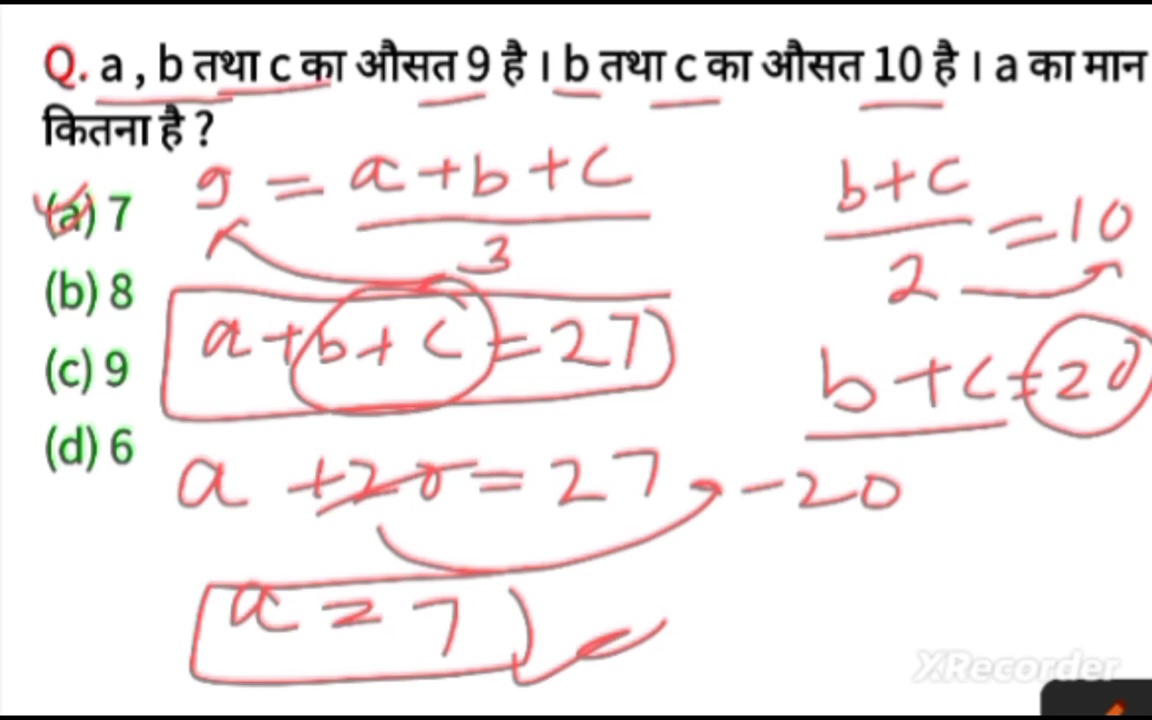 Q. a , b तथा c का औसत 9 है । b तथा c का औसत 10 है । a का मान
कितना है ?
(a) 7
(b) 8
(c) 9
(d) 6
9 = a+b+c
3
a+b+c=27
a +20=27 -20
a=7
b+c
2
=10
b+c=20
XRecorder